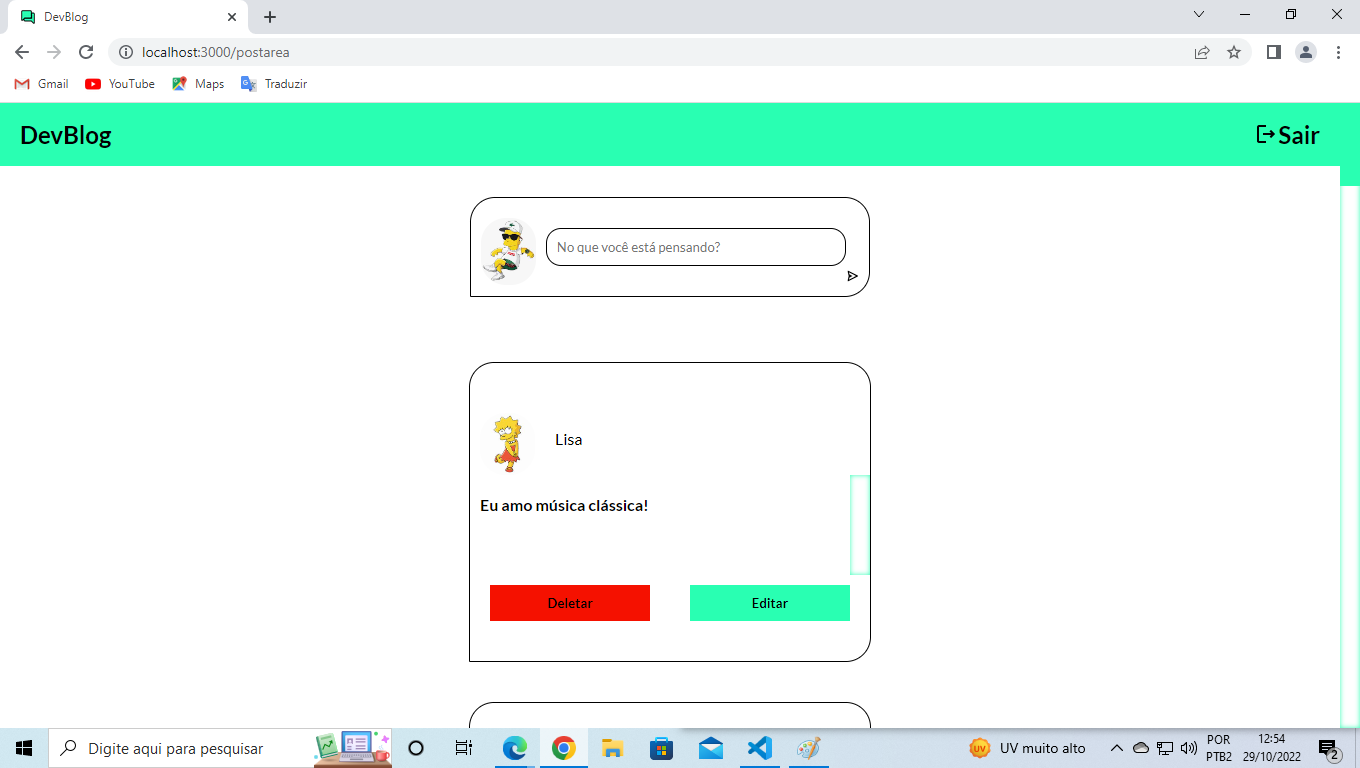 DevBlog
localhost:3000/postarea
Gmail YouTube Maps Traduzir
DevBlog Sair
No que você está pensando?
Lisa
Eu amo música clássica!
Deletar Editar
Digite aqui para pesquisar UV UV muito alto POR 12:54
PTB2 29/10/2022 2